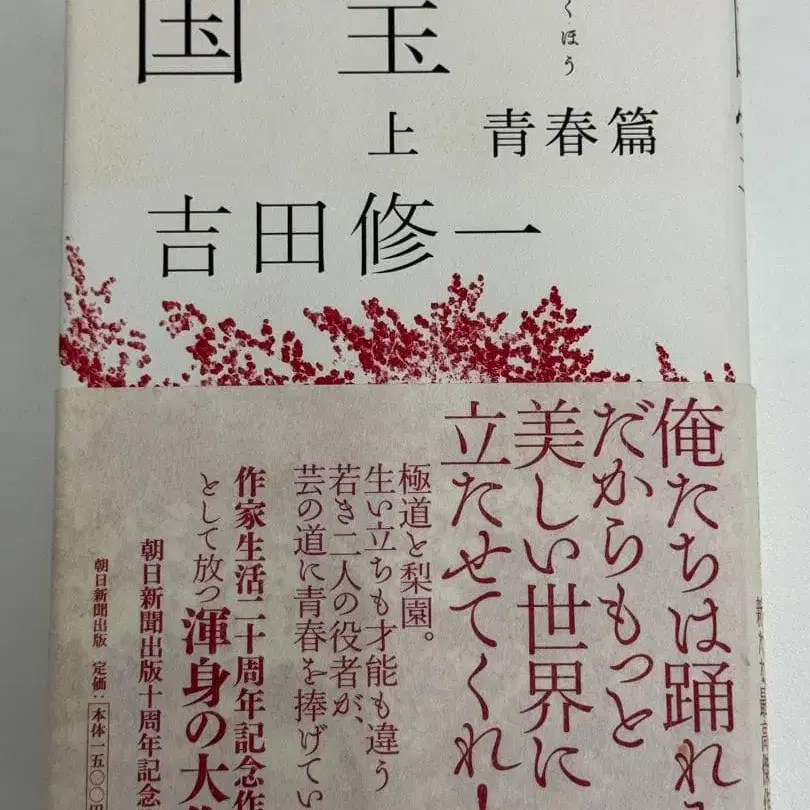 国宝
くほう
上 青春篇
吉田修一
俺たちは踊れ
だからもっと
美しい世界に
立たせてくれ！
極道と梨園。
生い立ちも才能も違う
若き二人の役者が、
芸の道に青春を捧げてい
作家生活二十周年記念作
として放つ渾身の大
朝日新聞出版十周年記念
朝日新聞出版 定価：本体一五〇〇円